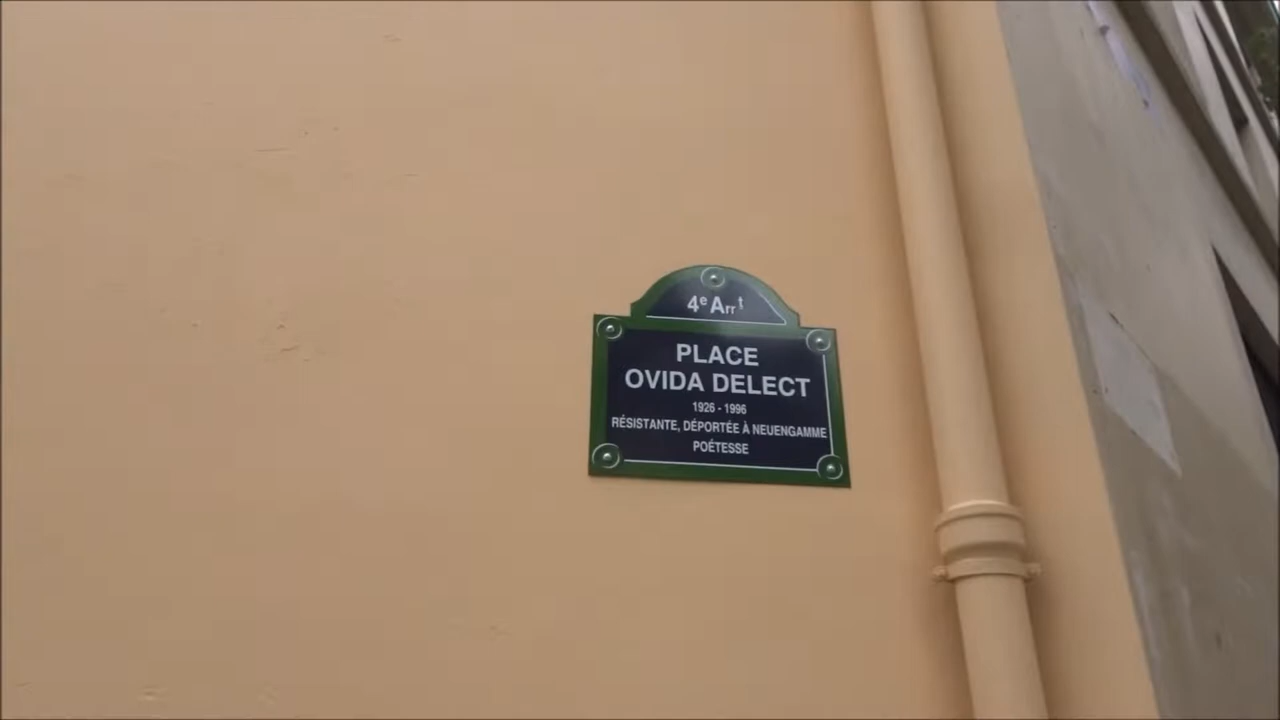 4e Arrt
PLACE
OVIDA DELECT
1926 - 1996
RÉSISTANTE, DÉPORTÉE À NEUENGAMME
POÉTESSE